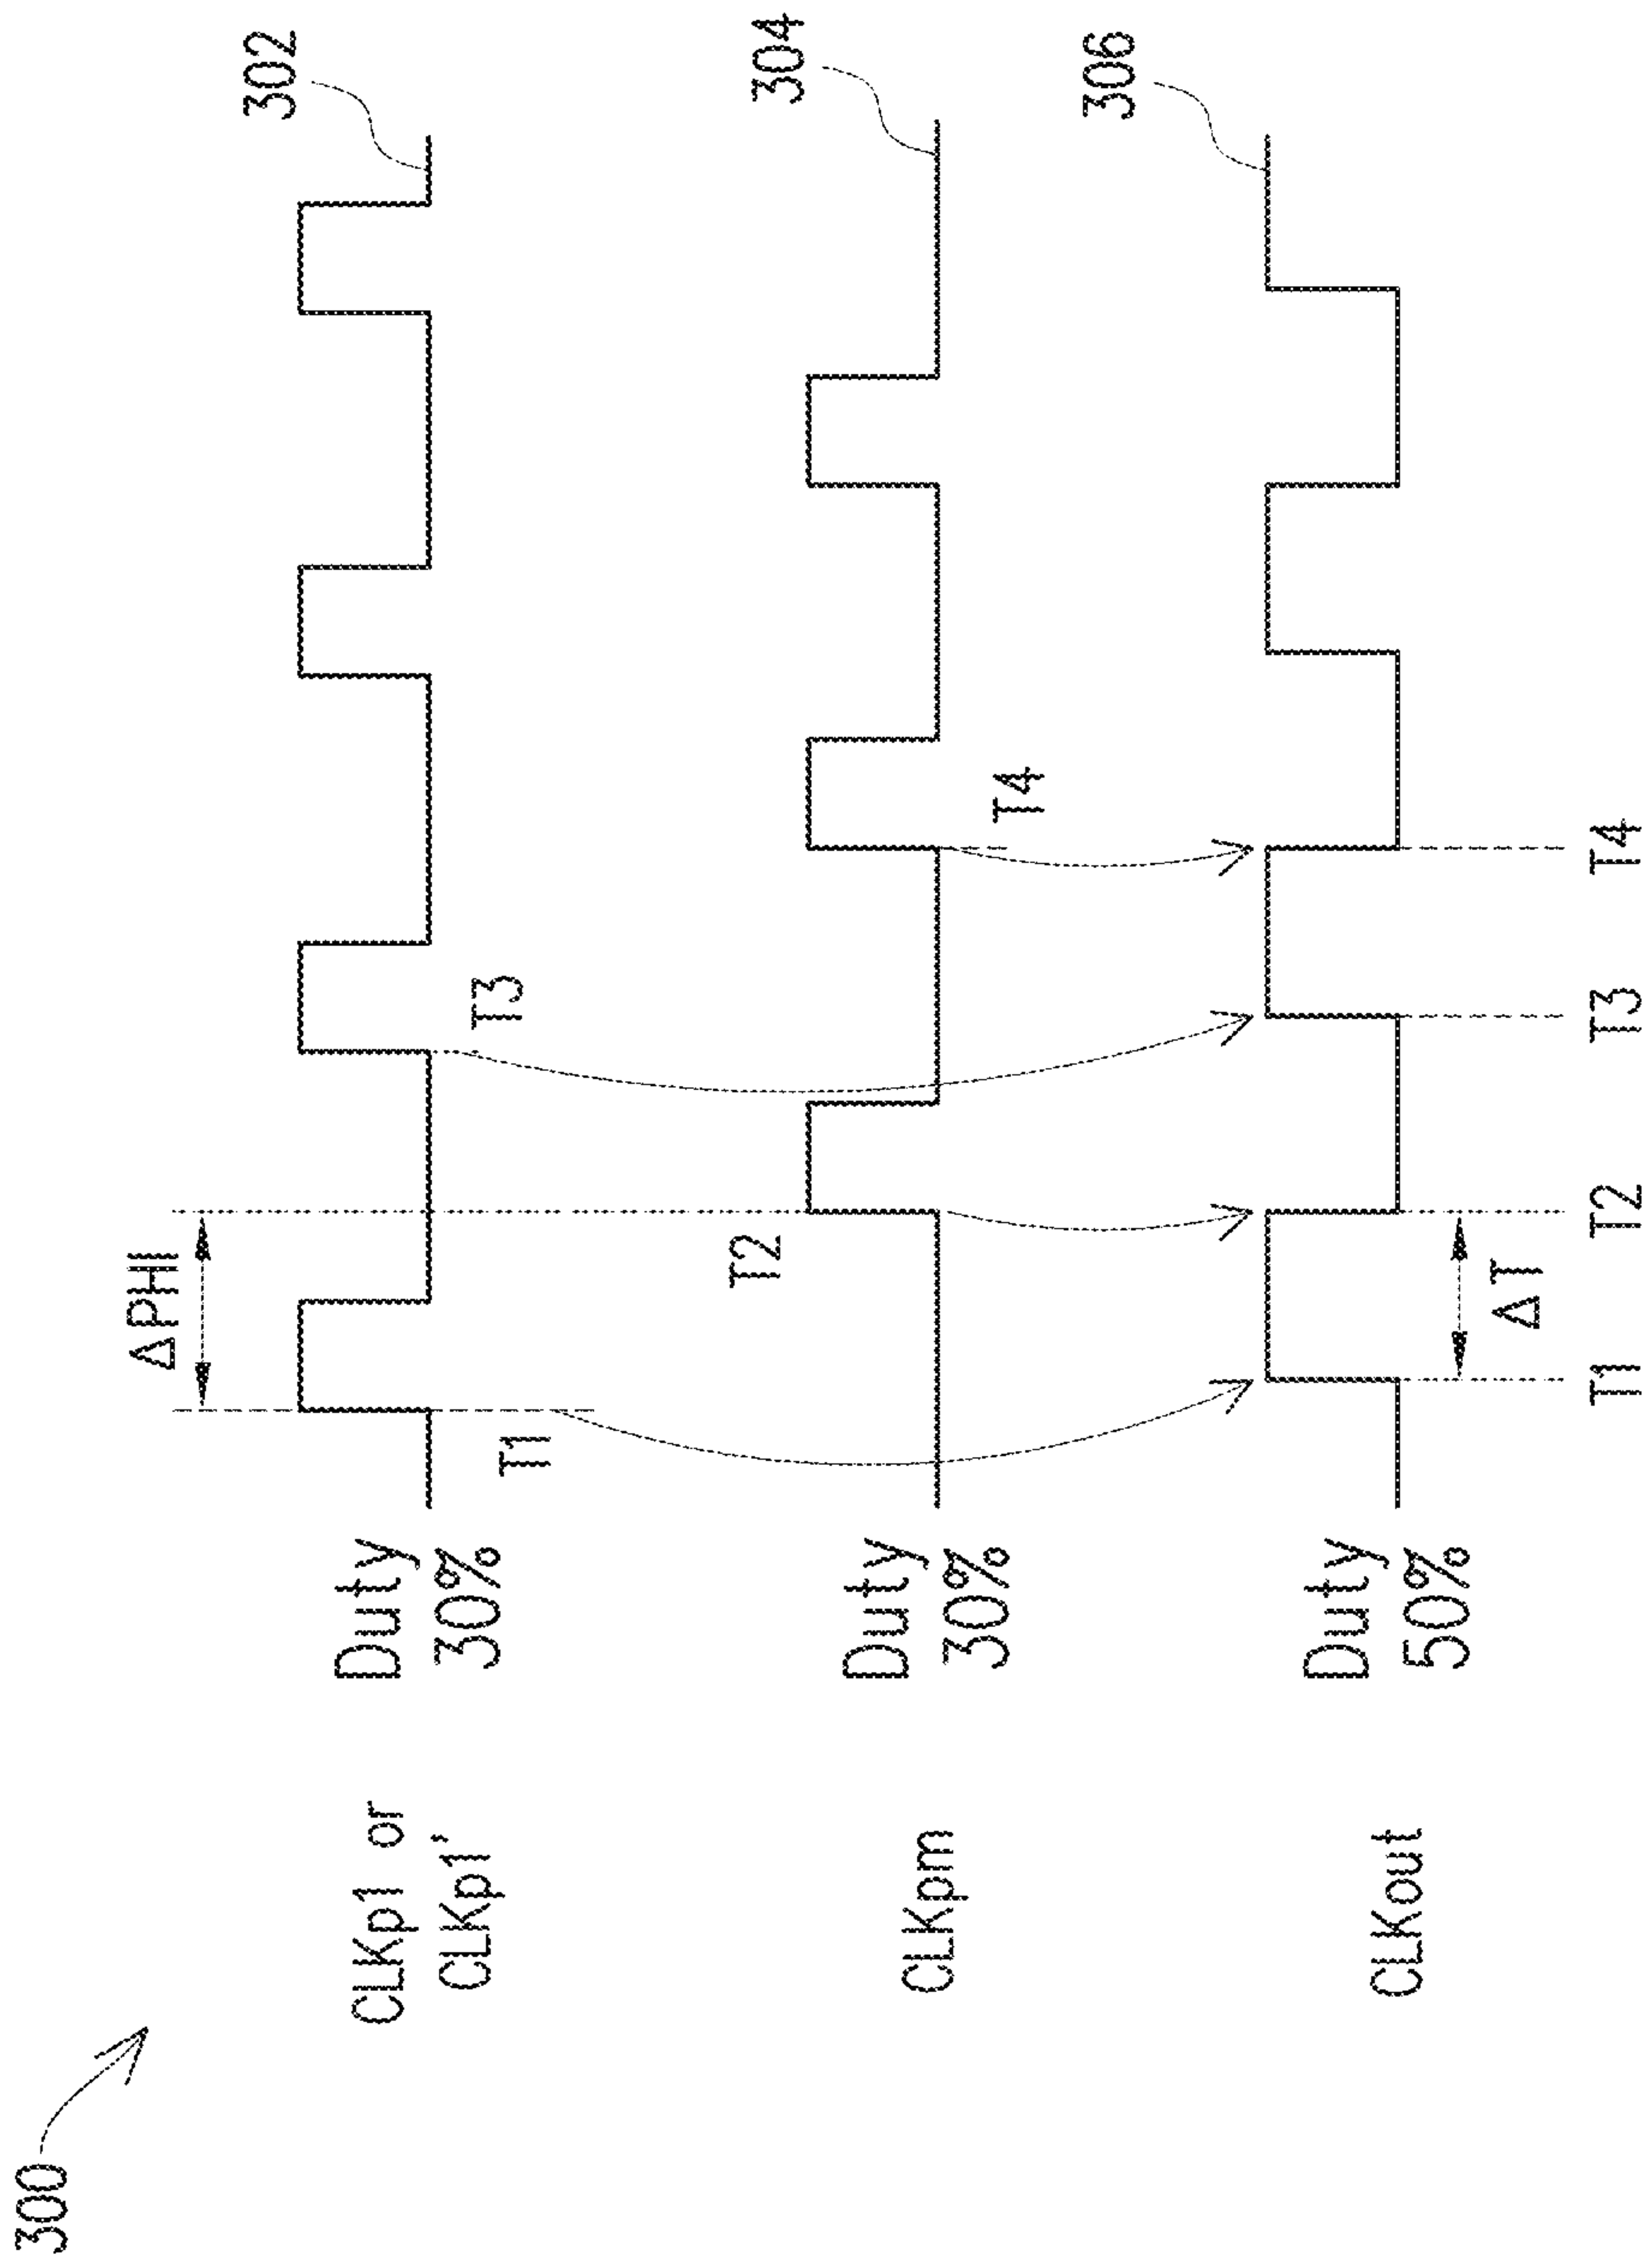 300
ΔPHI
302
CLKp1 or
CLKp1’
Duty
30%
T1
T3
304
CLKpm
Duty
30%
T2
T4
306
CLKout
Duty
50%
ΔT
T1
T2
T3
T4